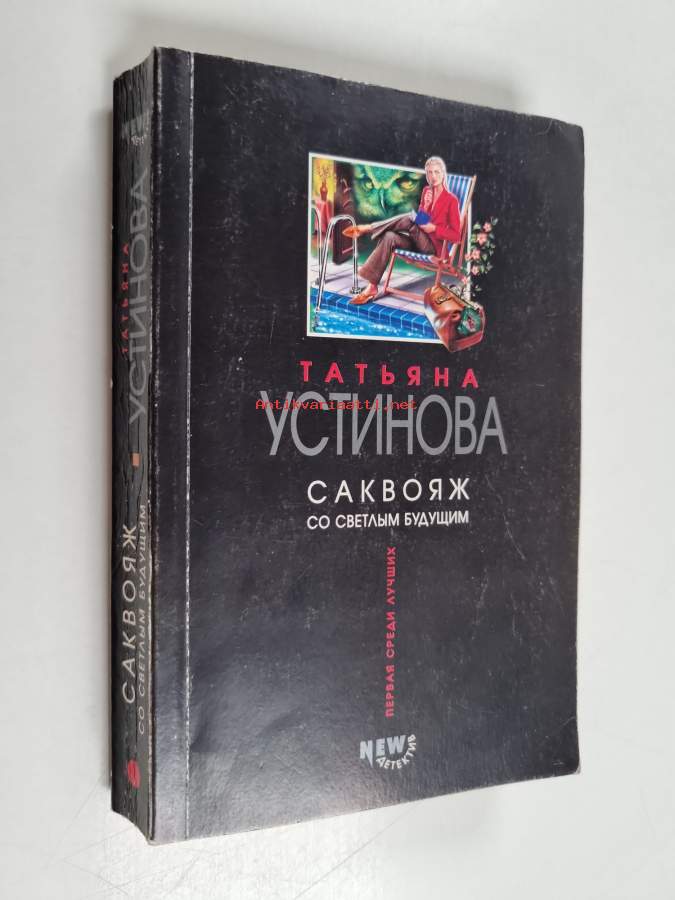 ТАТЬЯНА
УСТИНОВА
Antikvariaatti.net
САКВОЯЖ
СО СВЕТЛЫМ БУДУЩИМ
ПЕРВАЯ СРЕДИ ЛУЧШИХ
NEW
ДЕТЕКТИВ
ТАТЬЯНА
УСТИНОВА
САКВОЯЖ
СО СВЕТЛЫМ БУДУЩИМ